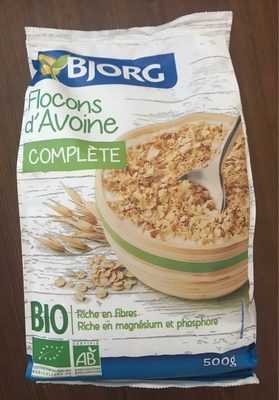 BJORG
Flocons
d'Avoine
COMPLÈTE
BIO
Riche en fibres
Riche en magnésium et phosphore
AB
500g